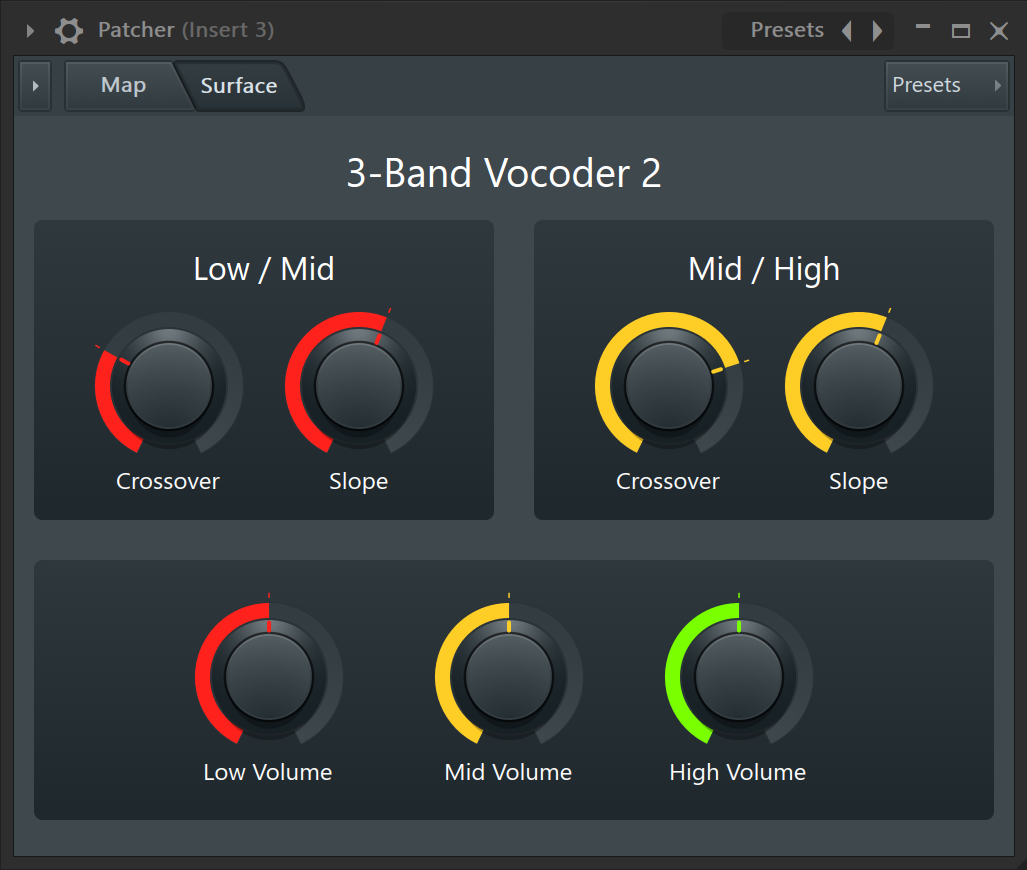 Patcher (Insert 3)
Presets
Map
Surface
Presets
3-Band Vocoder 2
Low / Mid
Mid / High
Crossover
Slope
Crossover
Slope
Low Volume
Mid Volume
High Volume